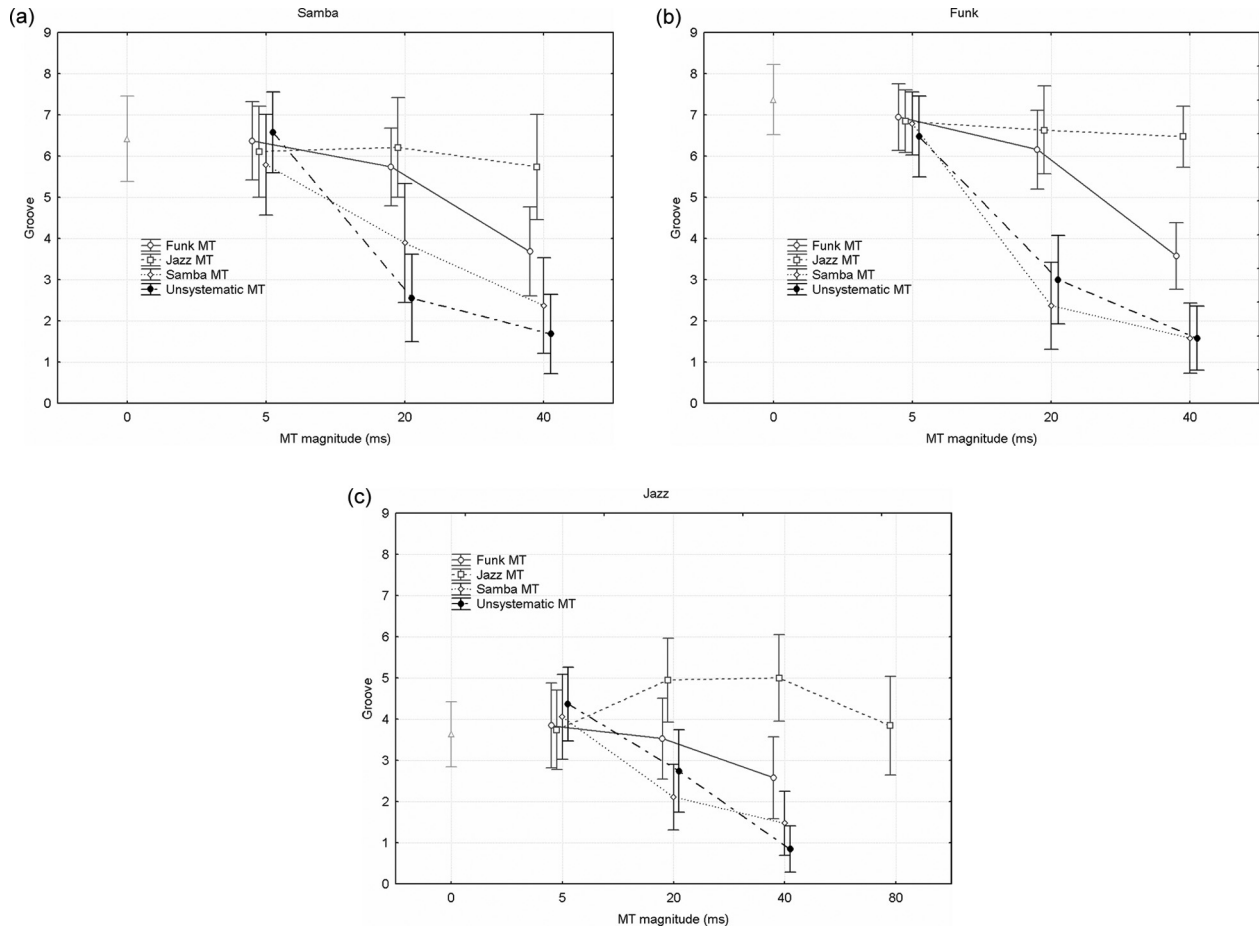 (a)
Samba
Groove
9
8
7
6
5
4
3
2
1
0
Funk MT
Jazz MT
Samba MT
Unsystematic MT
0 5 20 40
MT magnitude (ms)
(b)
Funk
Groove
9
8
7
6
5
4
3
2
1
0
Funk MT
Jazz MT
Samba MT
Unsystematic MT
0 5 20 40
MT magnitude (ms)
(c)
Jazz
Groove
9
8
7
6
5
4
3
2
1
0
Funk MT
Jazz MT
Samba MT
Unsystematic MT
0 5 20 40 80
MT magnitude (ms)